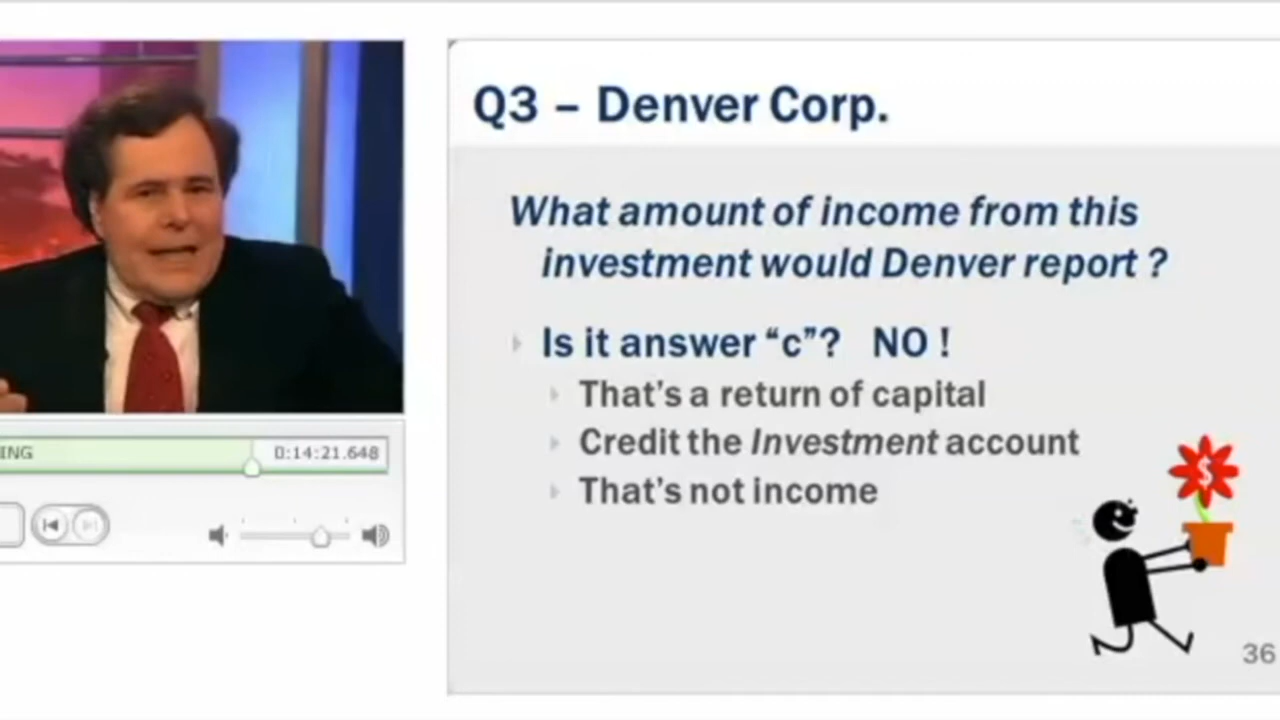 Q3 – Denver Corp.
What amount of income from this
investment would Denver report ?
Is it answer “c”? NO !
That’s a return of capital
Credit the Investment account
That’s not income
$
36
ING
0:14:21.648